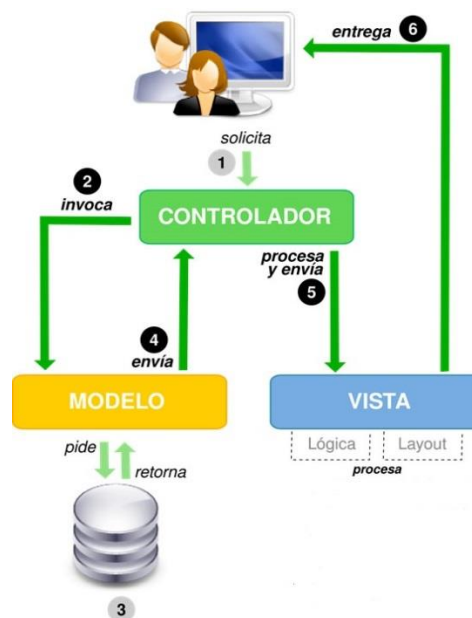 entrega 6
solicita
1
2
invoca
CONTROLADOR
procesa
y envía
5
4
envía
MODELO
VISTA
pide
retorna
Lógica
Layout
procesa
3